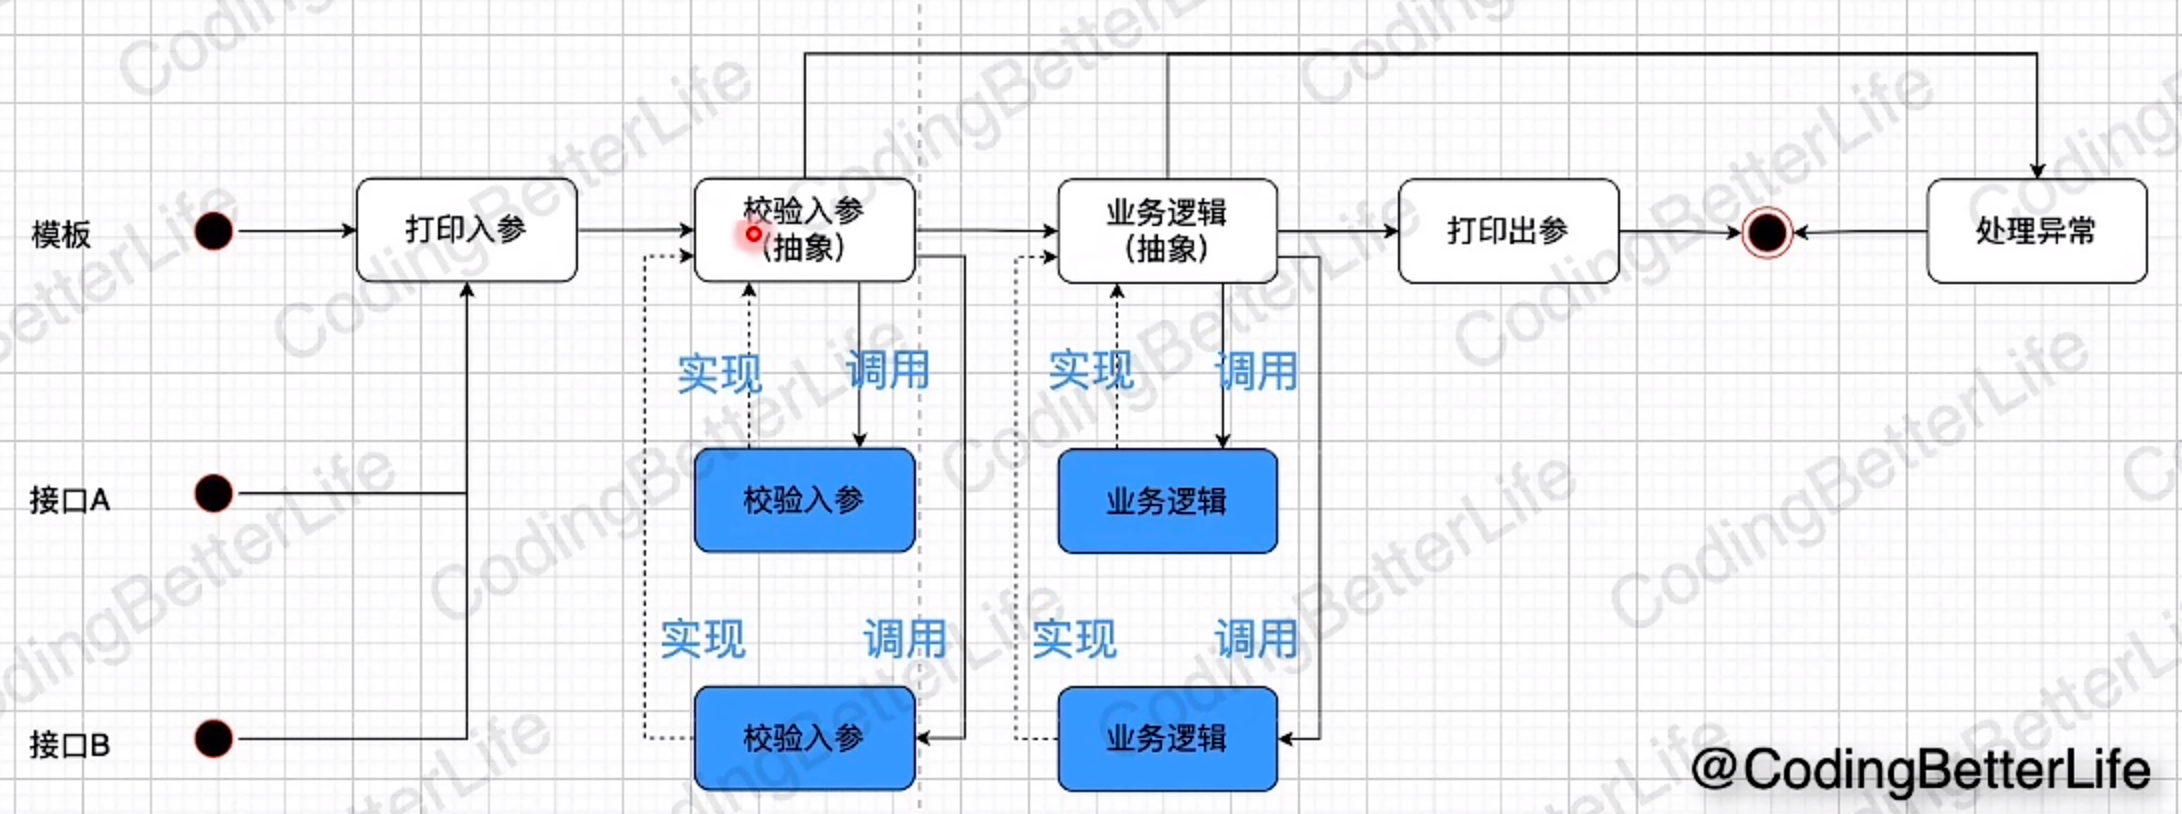 模板
打印入参
校验入参
(抽象)
业务逻辑
(抽象)
打印出参
处理异常
实现
调用
实现
调用
接口A
校验入参
业务逻辑
实现
调用
实现
调用
接口B
校验入参
业务逻辑
@CodingBetterLife
CodingBetterLife